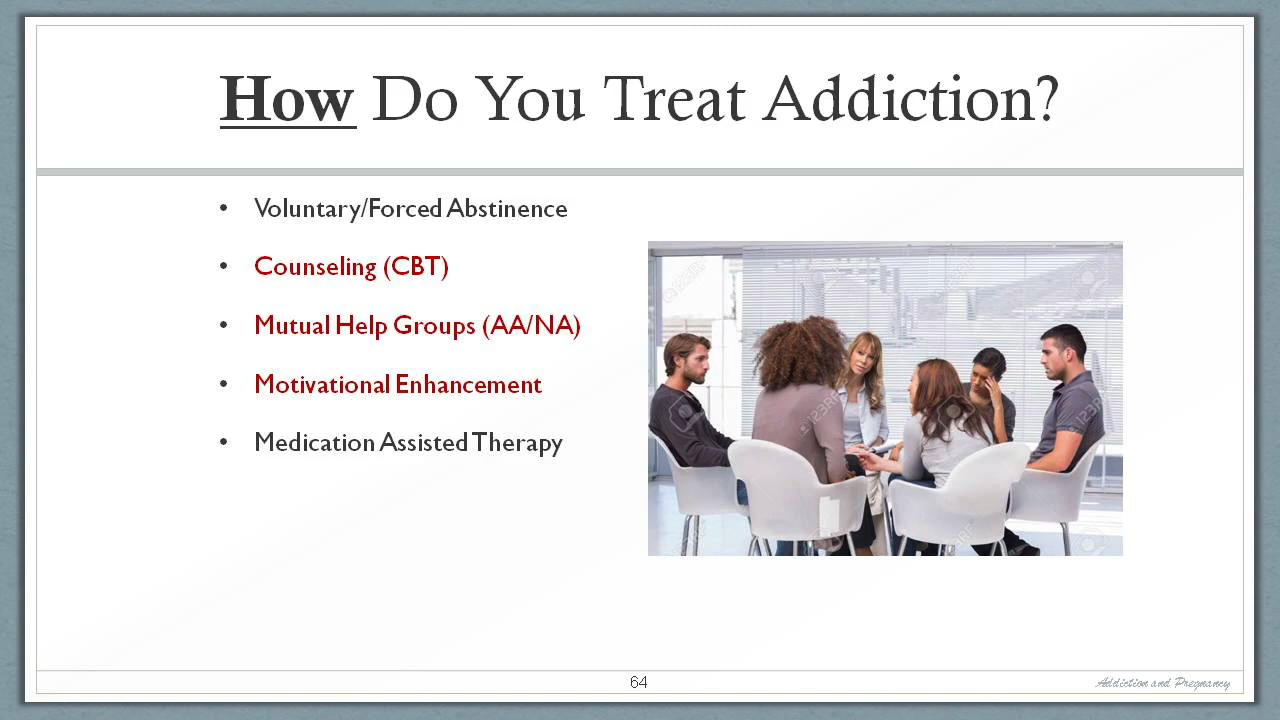 How Do You Treat Addiction?
• Voluntary/Forced Abstinence
• Counseling (CBT)
• Mutual Help Groups (AA/NA)
• Motivational Enhancement
• Medication Assisted Therapy
123RF
64
Addiction and Pregnancy